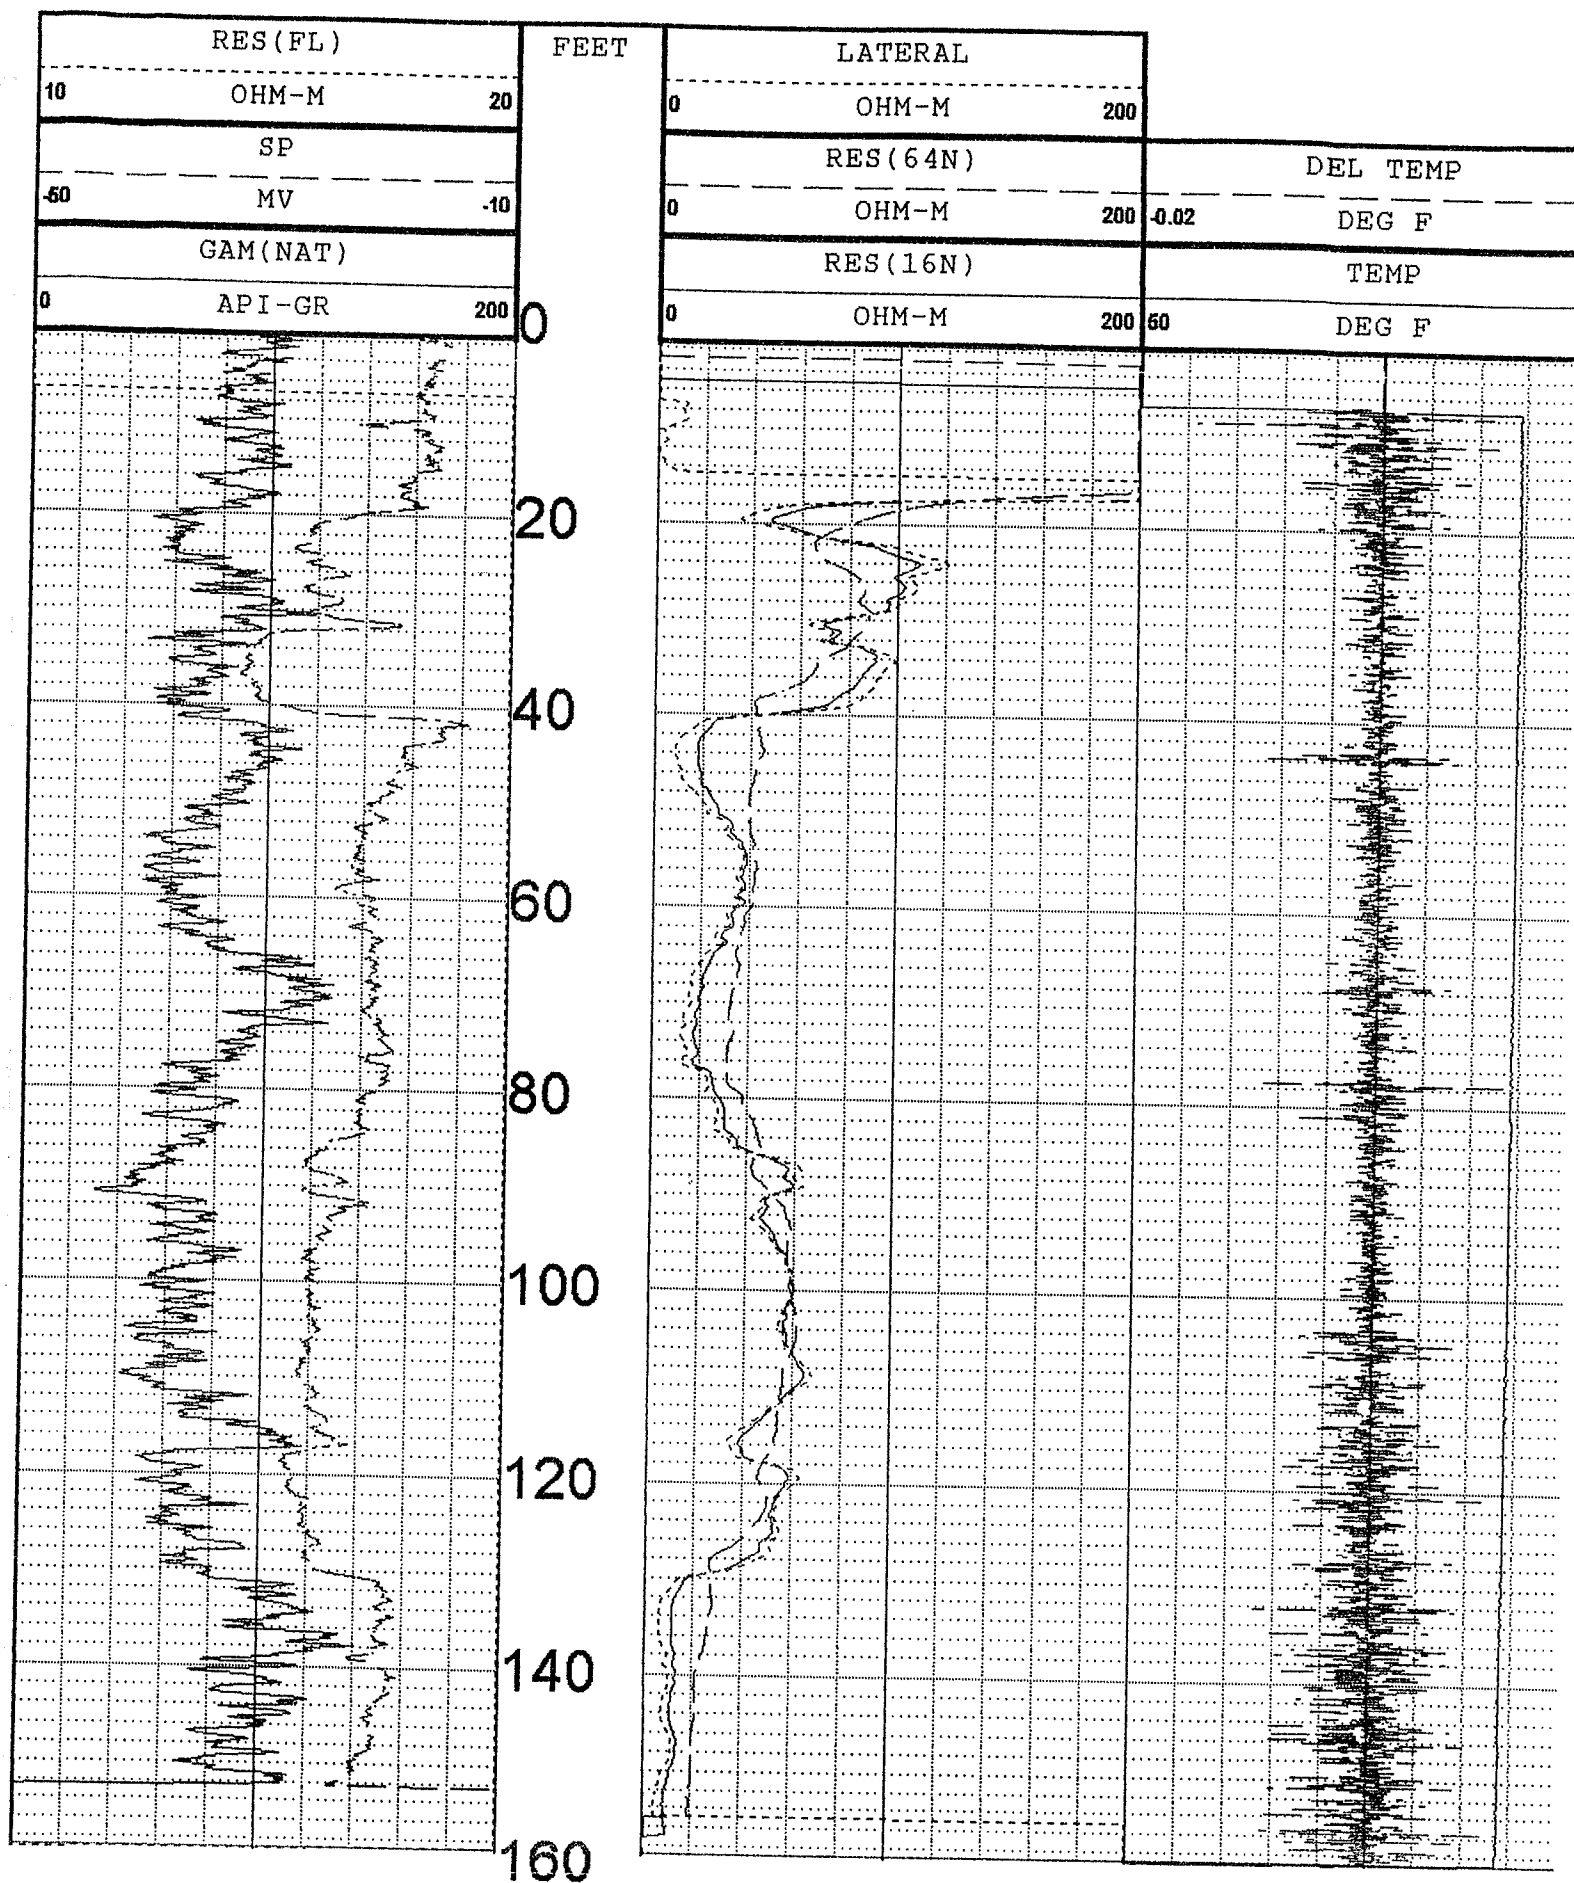 RES(FL)
10 OHM-M 20
SP
-60 MV -10
GAM(NAT)
0 API-GR 200
FEET
LATERAL
0 OHM-M 200
RES(64N)
0 OHM-M 200
RES(16N)
0 OHM-M 200
DEL TEMP
-0.02 DEG F
TEMP
50 DEG F
0
20
40
60
80
100
120
140
160